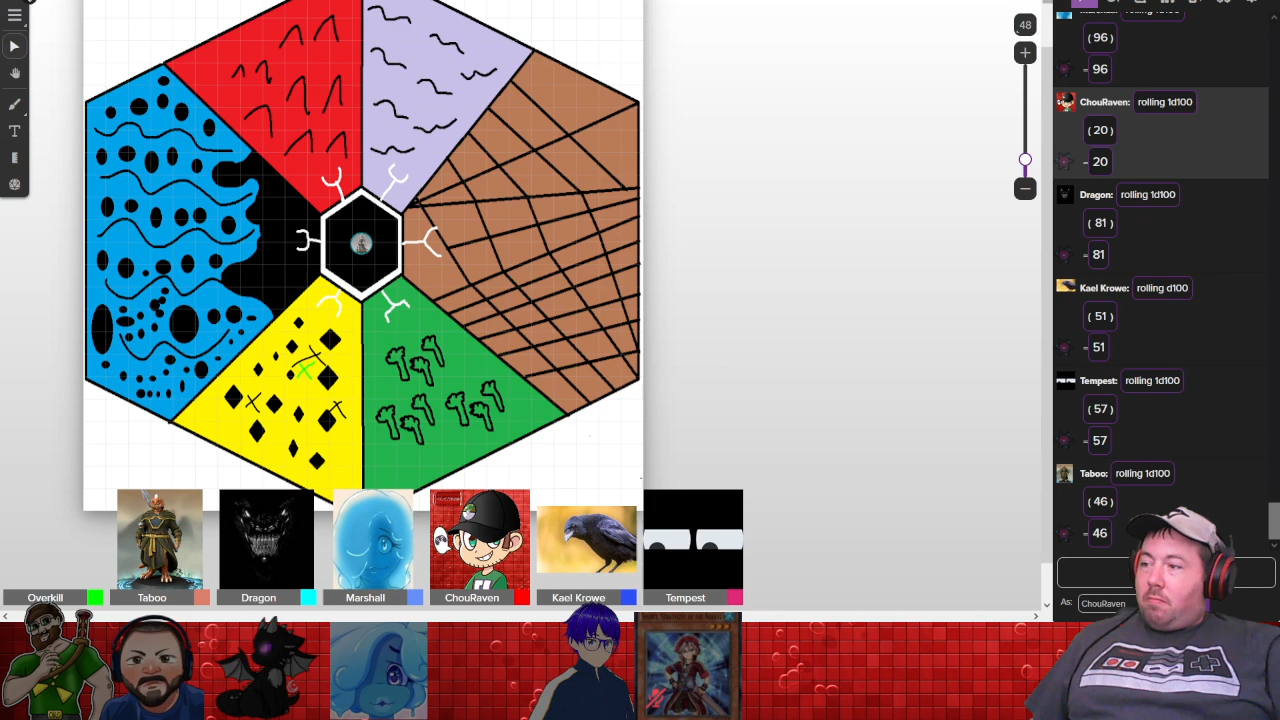 48
rolling 1d100
( 96 )
= 96
ChouRaven: rolling 1d100
( 20 )
= 20
Dragon: rolling 1d100
( 81 )
= 81
Kael Krowe: rolling d100
( 51 )
= 51
Tempest: rolling 1d100
( 57 )
= 57
Taboo: rolling 1d100
( 46 )
= 46
As: ChouRaven
Overkill
Taboo
Dragon
Marshall
ChouRaven
Kael Krowe
Tempest